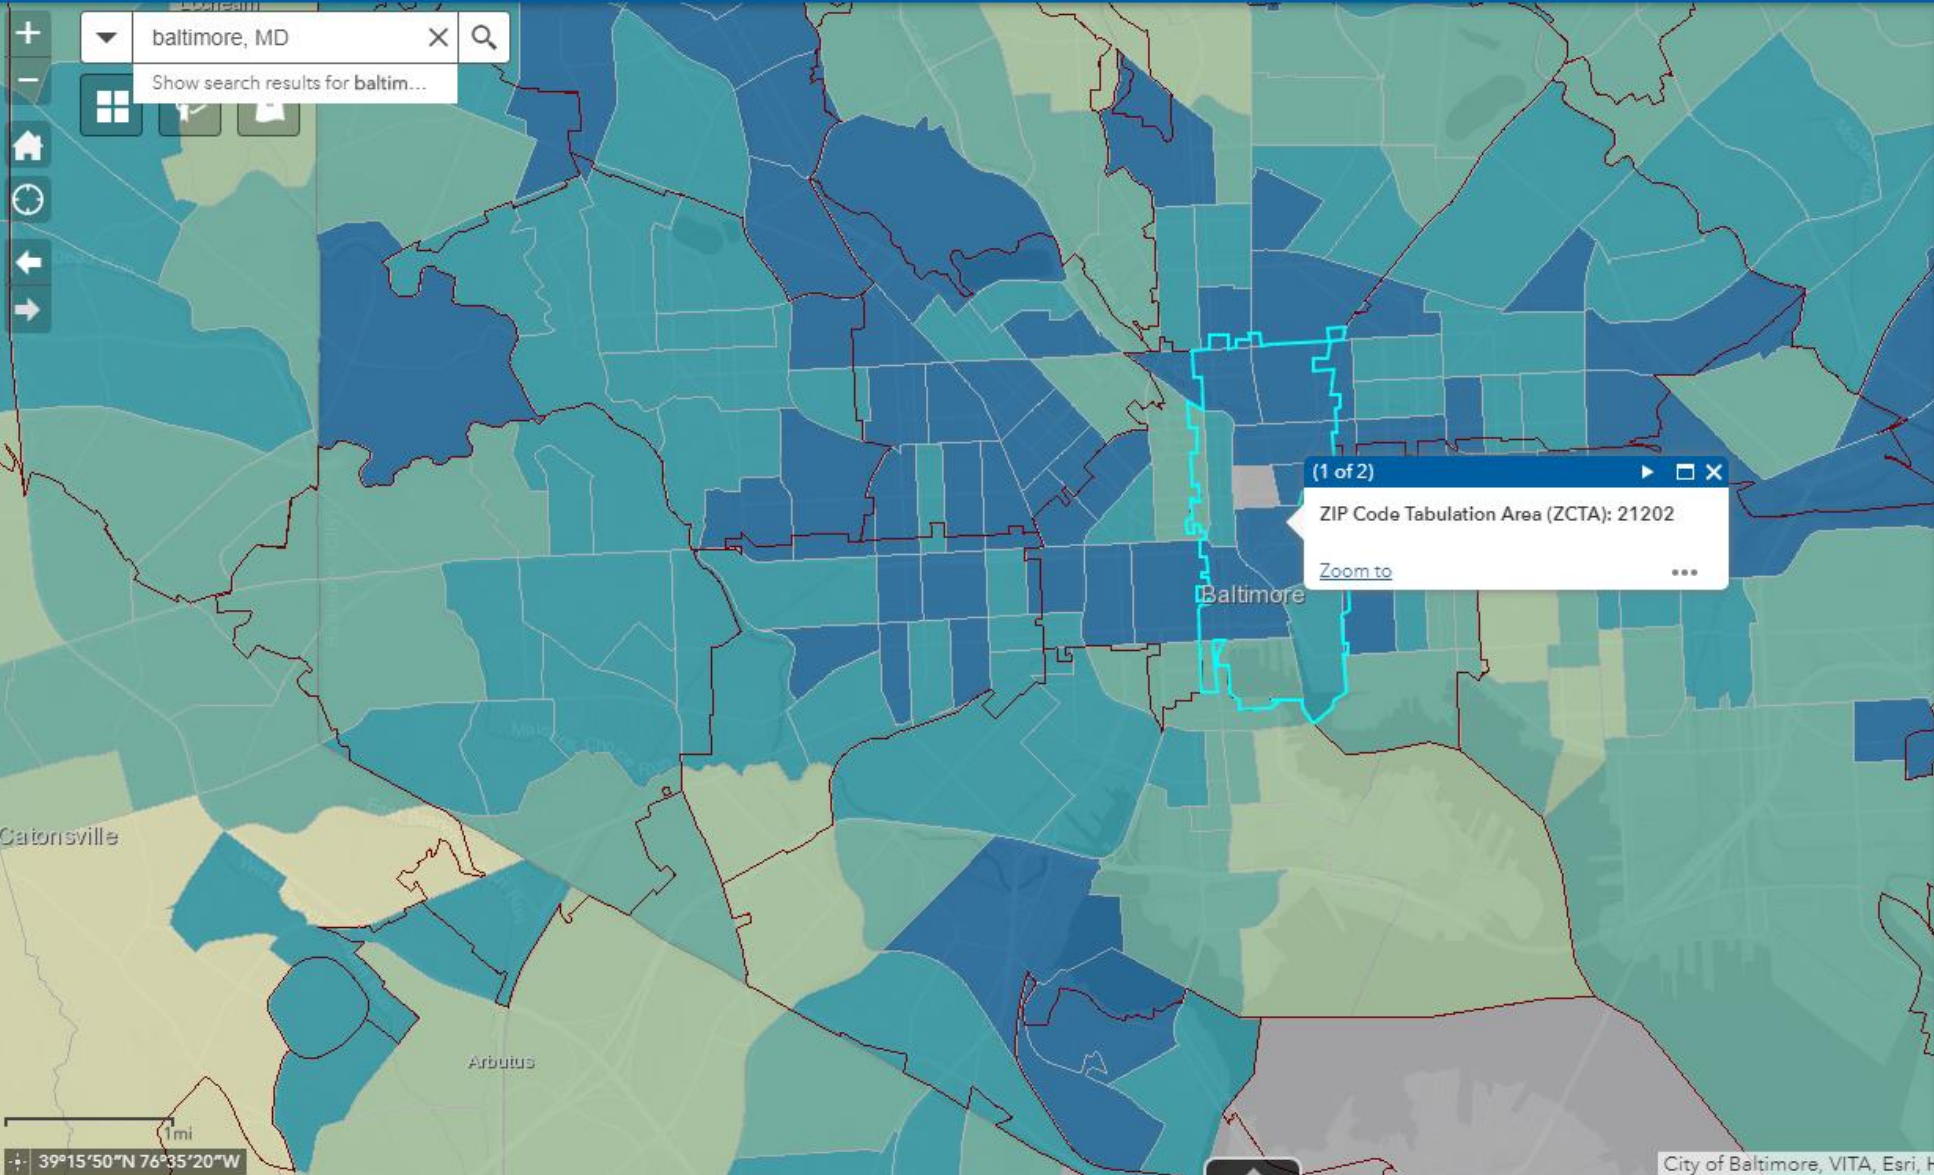 baltimore, MD
Show search results for baltim...
(1 of 2)
ZIP Code Tabulation Area (ZCTA): 21202
Zoom to
Baltimore
Catonsville
Arbutus
1mi
39°15'50"N 76°35'20"W
City of Baltimore, VITA, Esri, H